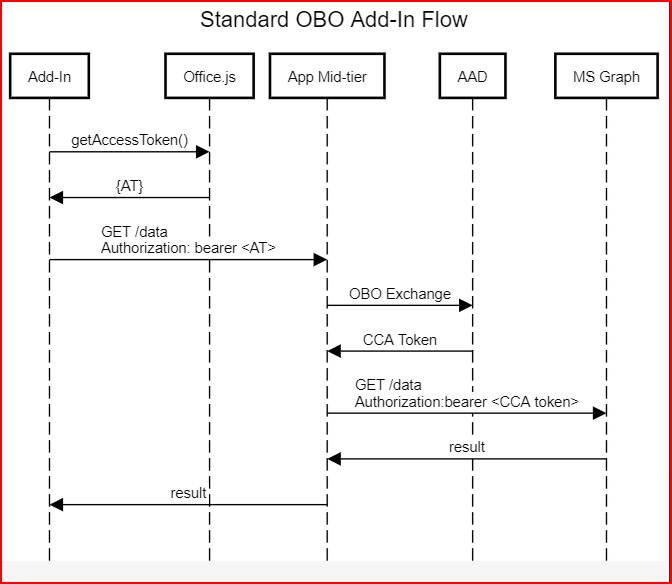 Standard OBO Add-In Flow
Add-In
Office.js
App Mid-tier
AAD
MS Graph
getAccessToken()
{AT}
GET /data
Authorization: bearer <AT>
OBO Exchange
CCA Token
GET /data
Authorization:bearer <CCA token>
result
result